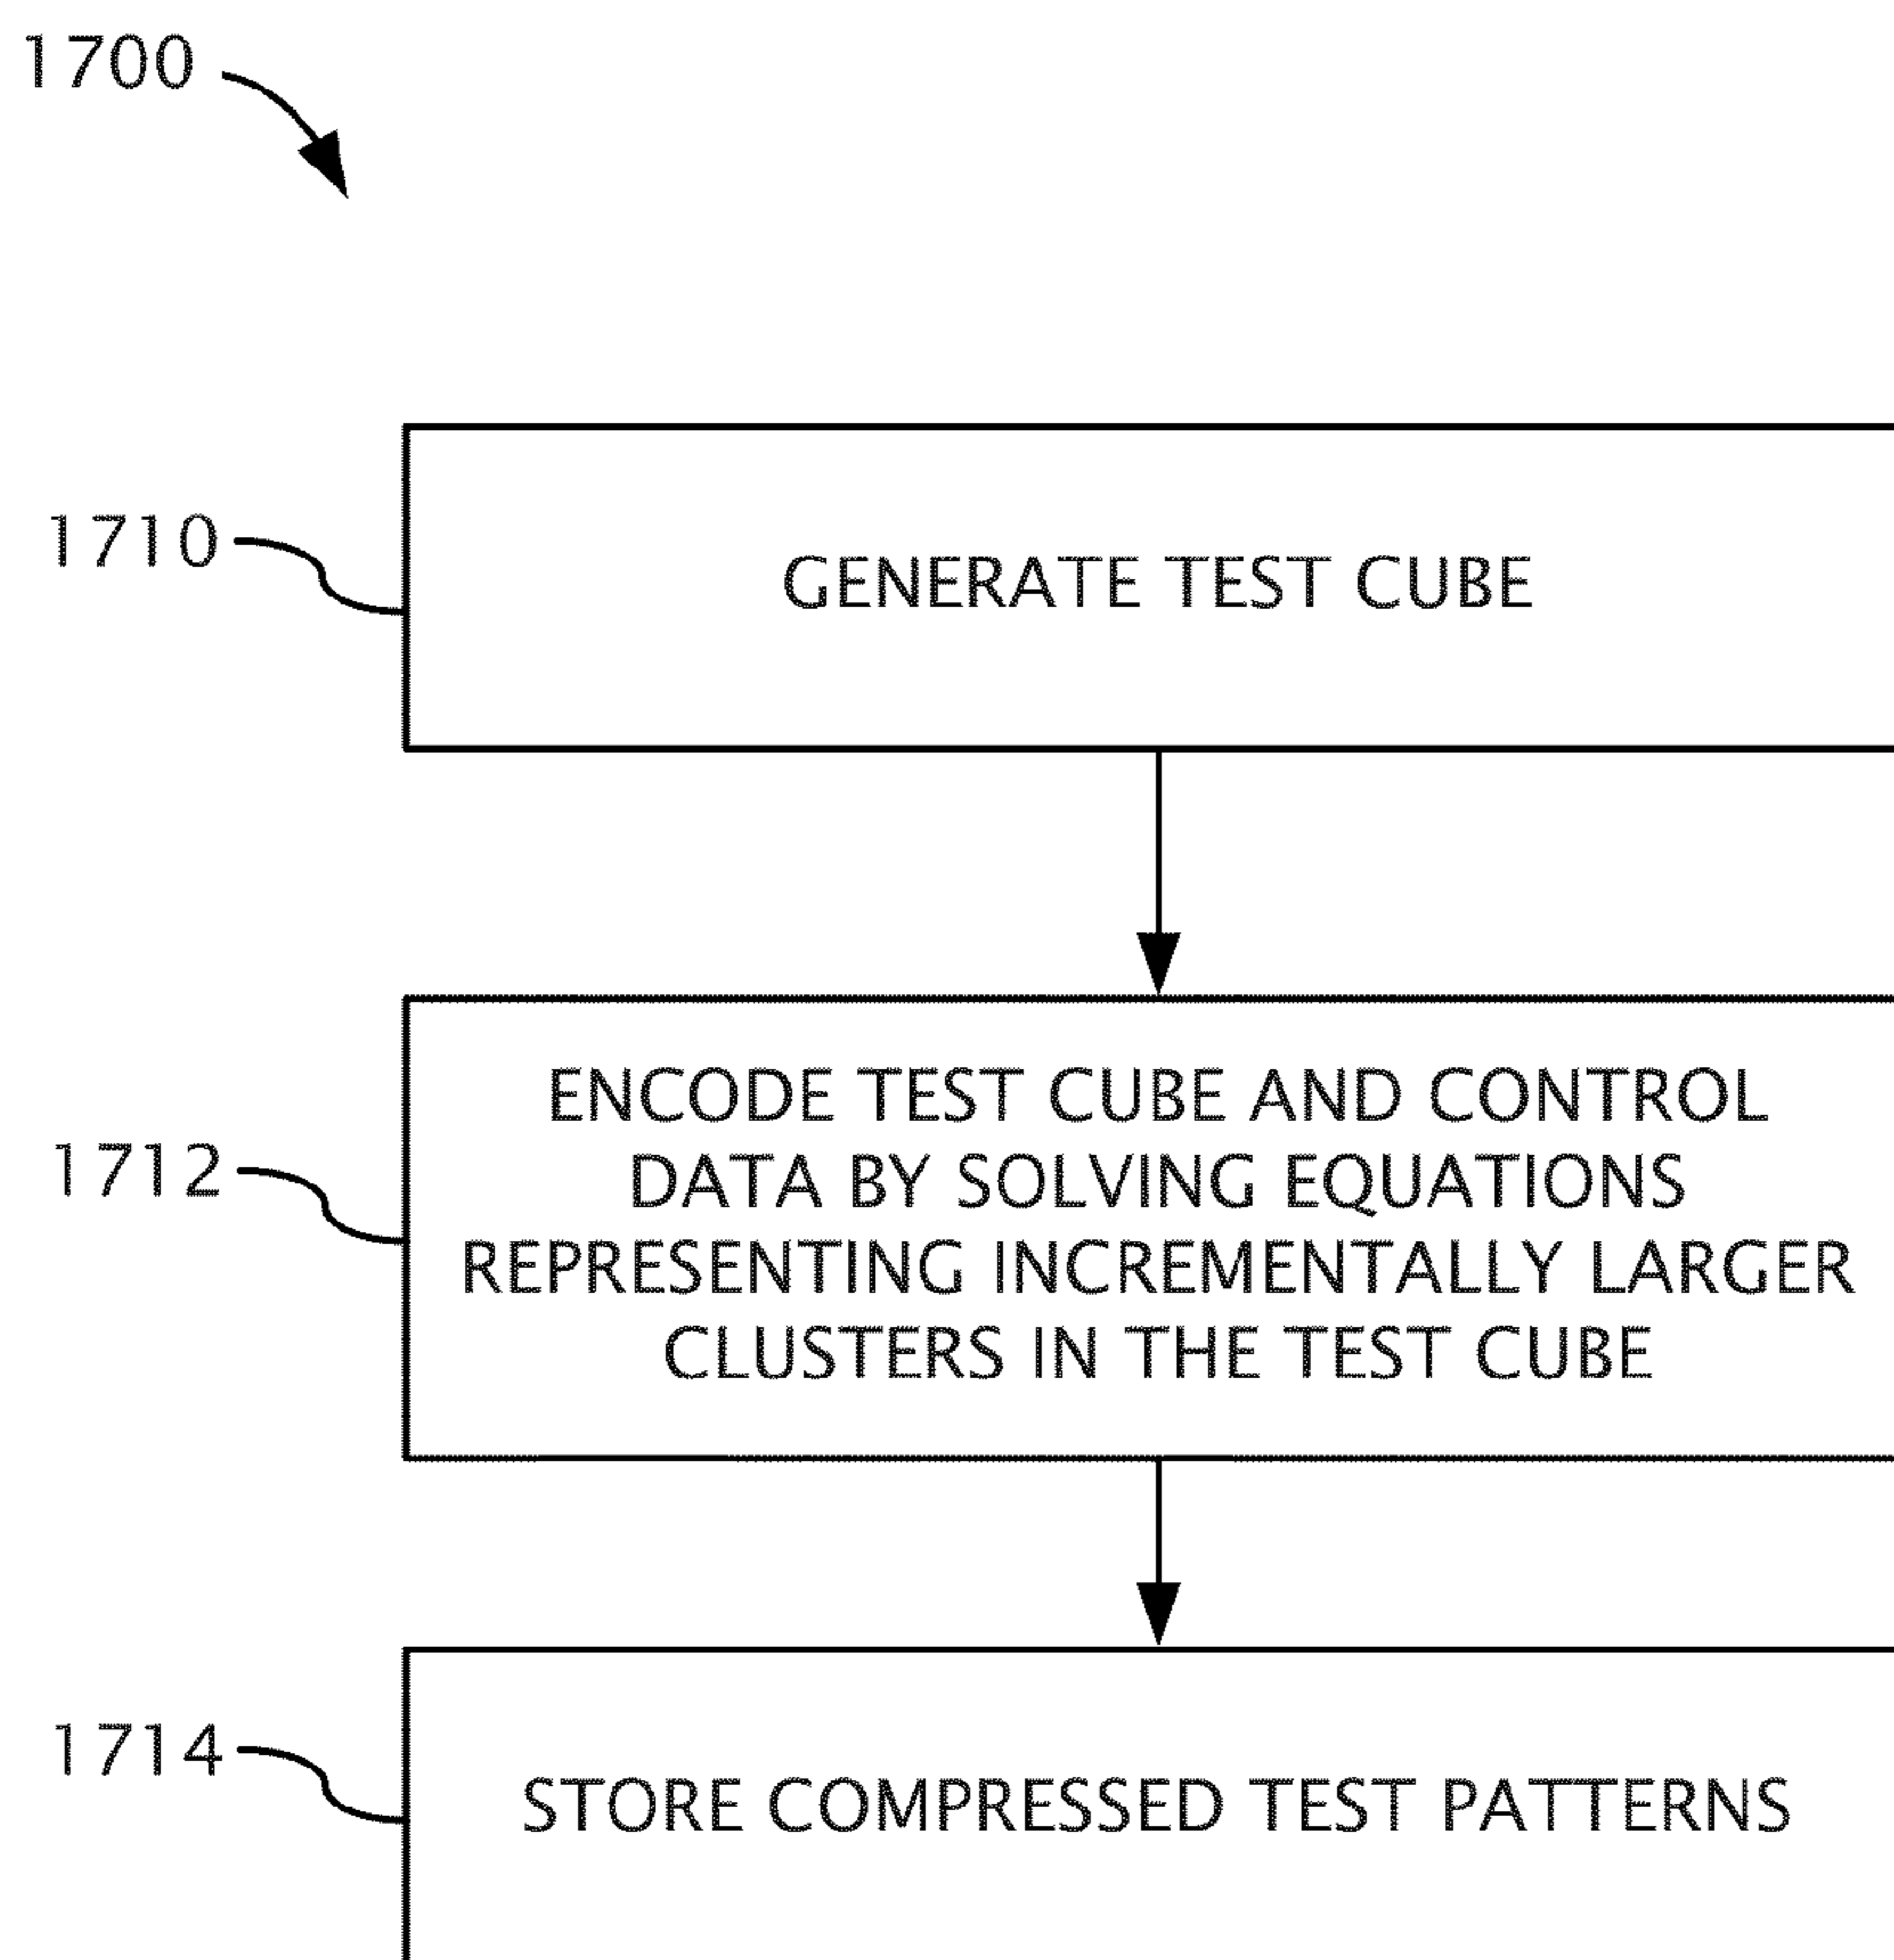 1700
1710
GENERATE TEST CUBE
1712
ENCODE TEST CUBE AND CONTROL
DATA BY SOLVING EQUATIONS
REPRESENTING INCREMENTALLY LARGER
CLUSTERS IN THE TEST CUBE
1714
STORE COMPRESSED TEST PATTERNS